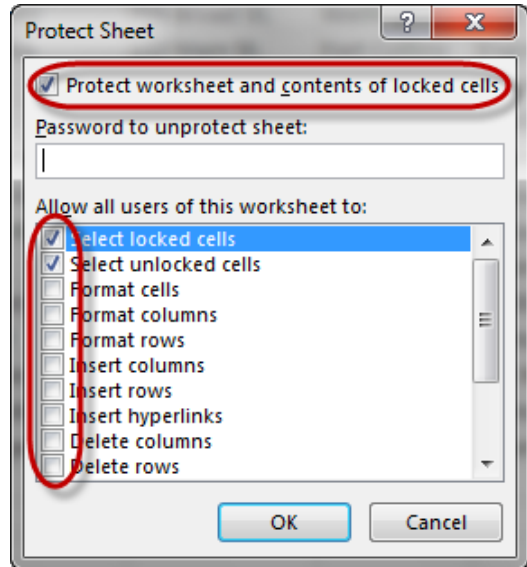 Protect Sheet
?
Protect worksheet and contents of locked cells
Password to unprotect sheet:
Allow all users of this worksheet to:
Select locked cells
Select unlocked cells
Format cells
Format columns
Format rows
Insert columns
Insert rows
Insert hyperlinks
Delete columns
Delete rows
OK Cancel